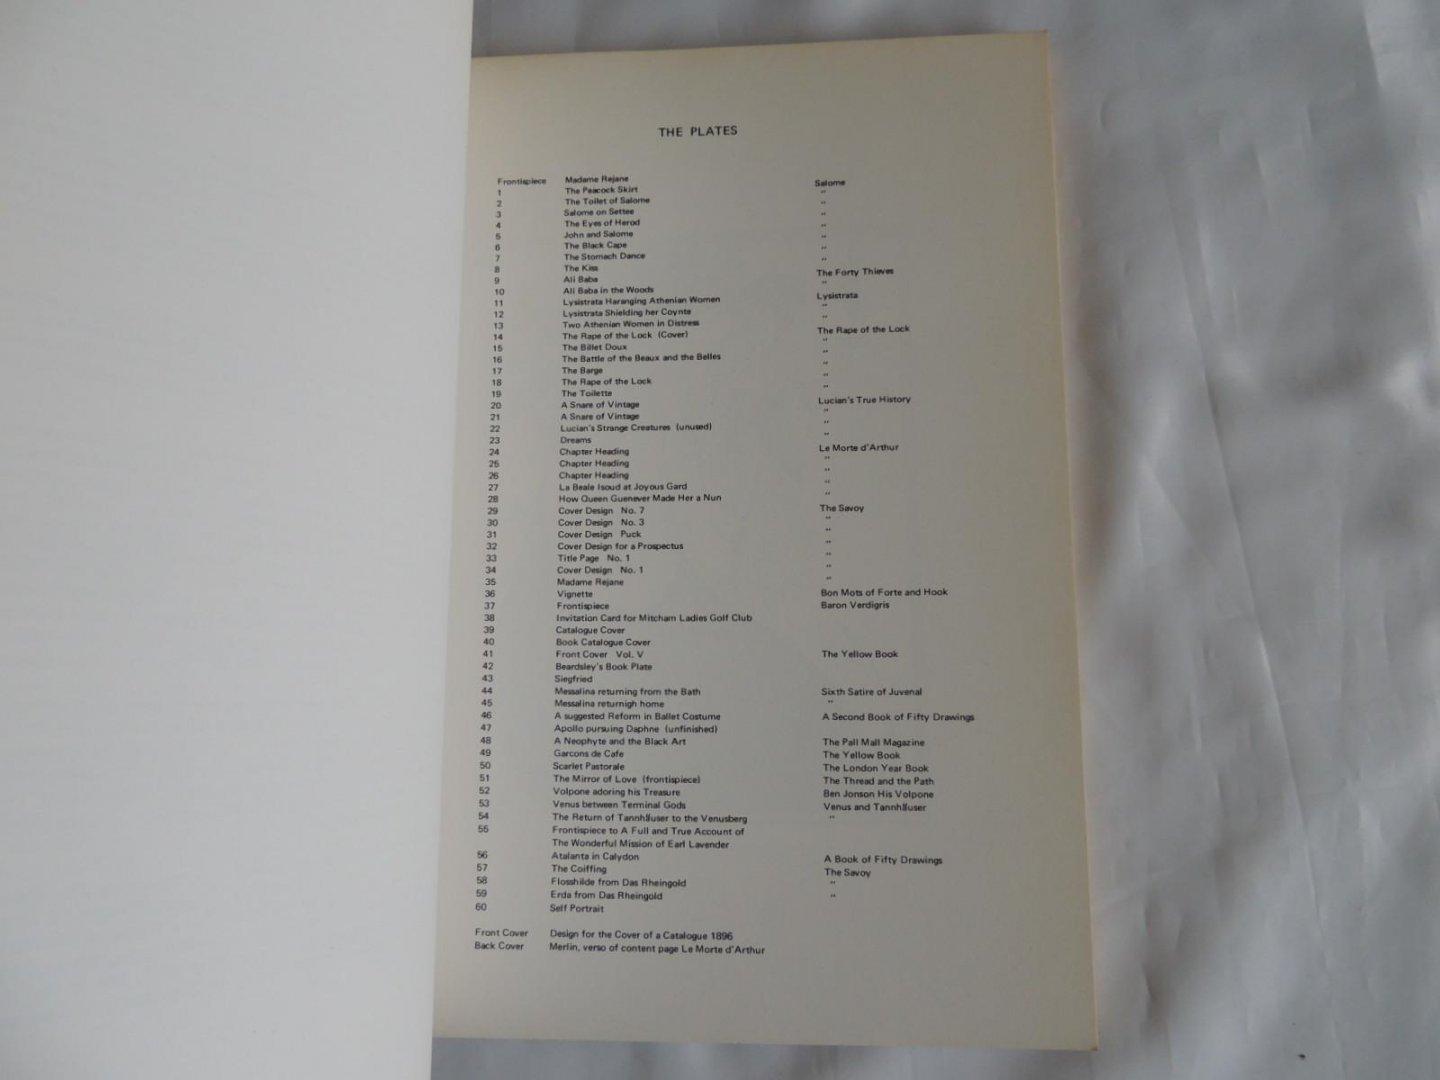 THE PLATES
Frontispiece Madame Rejane
1 The Peacock Skirt Salome
2 The Toilet of Salome "
3 Salome on Settee "
4 The Eyes of Herod "
5 John and Salome "
6 The Black Cape "
7 The Stomach Dance "
8 The Kiss "
9 Ali Baba The Forty Thieves
10 Ali Baba in the Woods "
11 Lysistrata Haranging Athenian Women Lysistrata
12 Lysistrata Shielding her Coynte "
13 Two Athenian Women in Distress "
14 The Rape of the Lock (Cover) The Rape of the Lock
15 The Billet Doux "
16 The Battle of the Beaux and the Belles "
17 The Barge "
18 The Rape of the Lock "
19 The Toilette "
20 A Snare of Vintage Lucian's True History
21 A Snare of Vintage "
22 Lucian's Strange Creatures (unused) "
23 Dreams "
24 Chapter Heading Le Morte d'Arthur
25 Chapter Heading "
26 Chapter Heading "
27 La Beale Isoud at Joyous Gard "
28 How Queen Guenever Made Her a Nun "
29 Cover Design No. 7 The Savoy
30 Cover Design No. 3 "
31 Cover Design Puck "
32 Cover Design for a Prospectus "
33 Title Page No. 1 "
34 Cover Design No. 1 "
35 Madame Rejane "
36 Vignette Bon Mots of Forte and Hook
37 Frontispiece Baron Verdigris
38 Invitation Card for Mitcham Ladies Golf Club
39 Catalogue Cover
40 Book Catalogue Cover
41 Front Cover Vol. V The Yellow Book
42 Beardsley's Book Plate
43 Siegfried
44 Messalina returning from the Bath Sixth Satire of Juvenal
45 Messalina returnigh home "
46 A suggested Reform in Ballet Costume A Second Book of Fifty Drawings
47 Apollo pursuing Daphne (unfinished)
48 A Neophyte and the Black Art The Pall Mall Magazine
49 Garcons de Cafe The Yellow Book
50 Scarlet Pastorale The London Year Book
51 The Mirror of Love (frontispiece) The Thread and the Path
52 Volpone adoring his Treasure Ben Jonson His Volpone
53 Venus between Terminal Gods Venus and Tannhäuser
54 The Return of Tannhäuser to the Venusberg "
55 Frontispiece to A Full and True Account of
The Wonderful Mission of Earl Lavender
56 Atalanta in Calydon A Book of Fifty Drawings
57 The Coiffing The Savoy
58 Flosshilde from Das Rheingold "
59 Erda from Das Rheingold "
60 Self Portrait
Front Cover Design for the Cover of a Catalogue 1896
Back Cover Merlin, verso of content page Le Morte d'Arthur